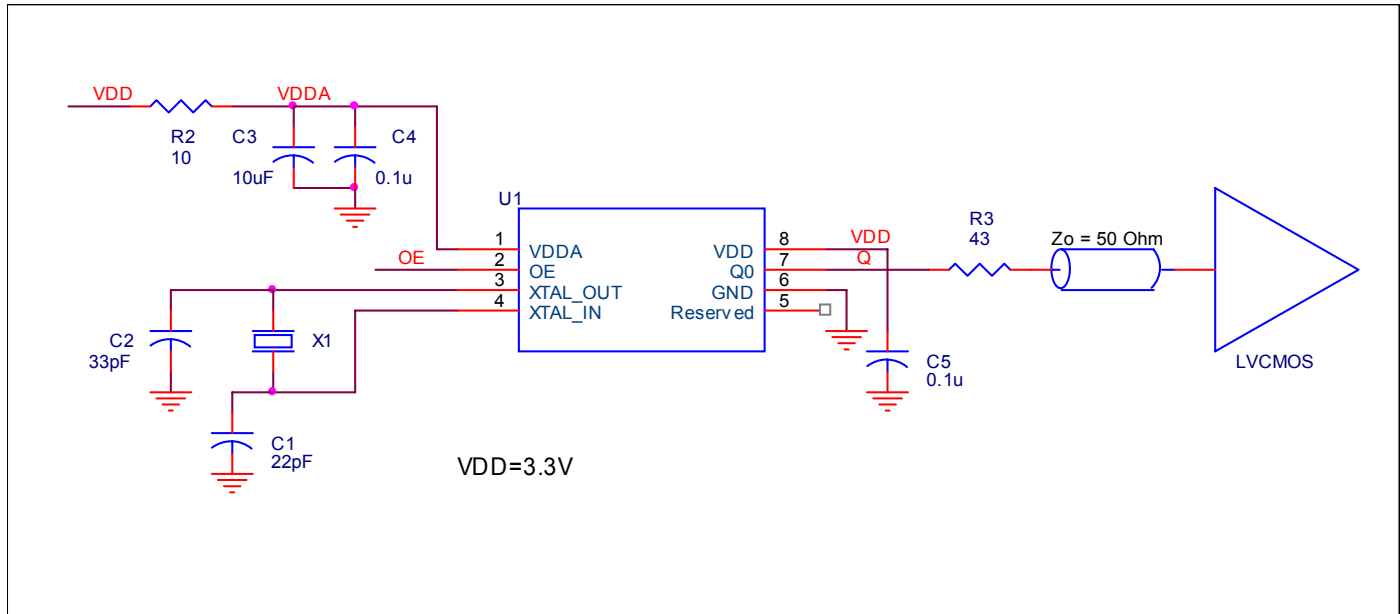 VDD
VDDA
R2
10
C3
10uF
C4
0.1u
U1
1
VDDA
2
OE
OE
3
XTAL_OUT
4
XTAL_IN
VDD
8
VDD
Q0
7
Q
GND
6
Reserved
5
R3
43
Zo = 50 Ohm
LVCMOS
C2
33pF
X1
C5
0.1u
C1
22pF
VDD=3.3V